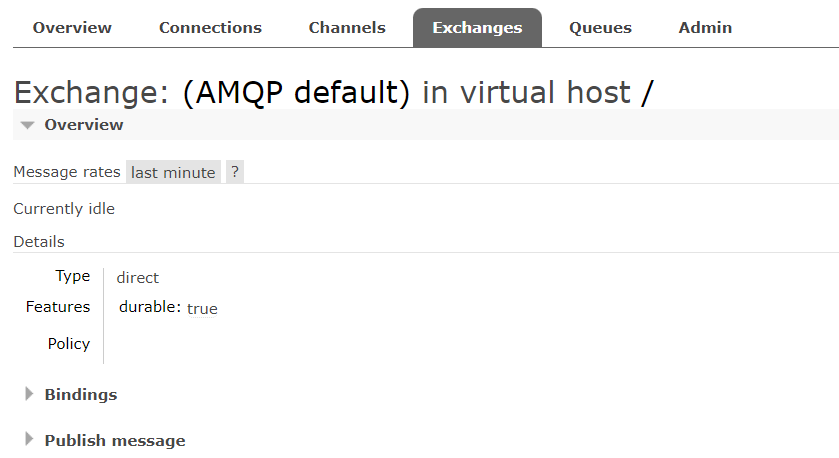 Overview Connections Channels Exchanges Queues Admin
Exchange: (AMQP default) in virtual host /
Overview
Message rates last minute ?
Currently idle
Details
Type direct
Features durable: true
Policy
Bindings
Publish message